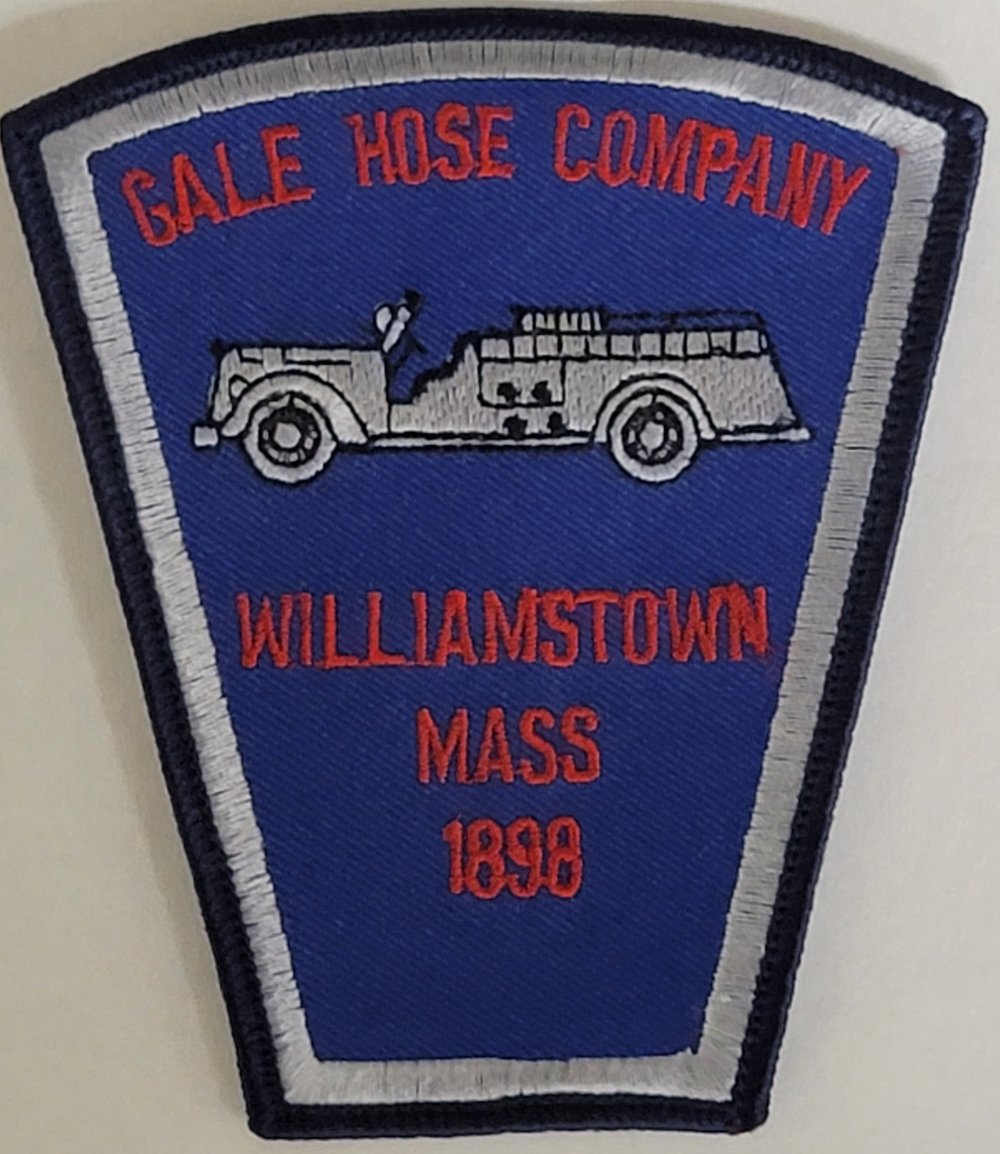 GALE HOSE COMPANY
WILLIAMSTOWN
MASS
1898